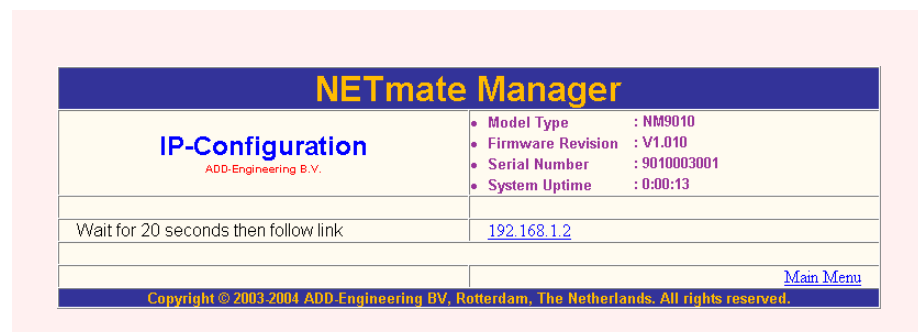 NETmate Manager
IP-Configuration
ADD-Engineering B.V.
• Model Type : NM9010
• Firmware Revision : V1.010
• Serial Number : 9010003001
• System Uptime : 0:00:13
Wait for 20 seconds then follow link 192.168.1.2
Main Menu
Copyright © 2003-2004 ADD-Engineering BV, Rotterdam, The Netherlands. All rights reserved.